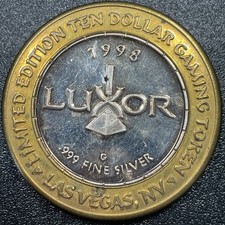 LIMITED EDITION TEN DOLLAR GAMING TOKEN
1998
LUXOR
G
.999 FINE SILVER
LAS VEGAS, NV